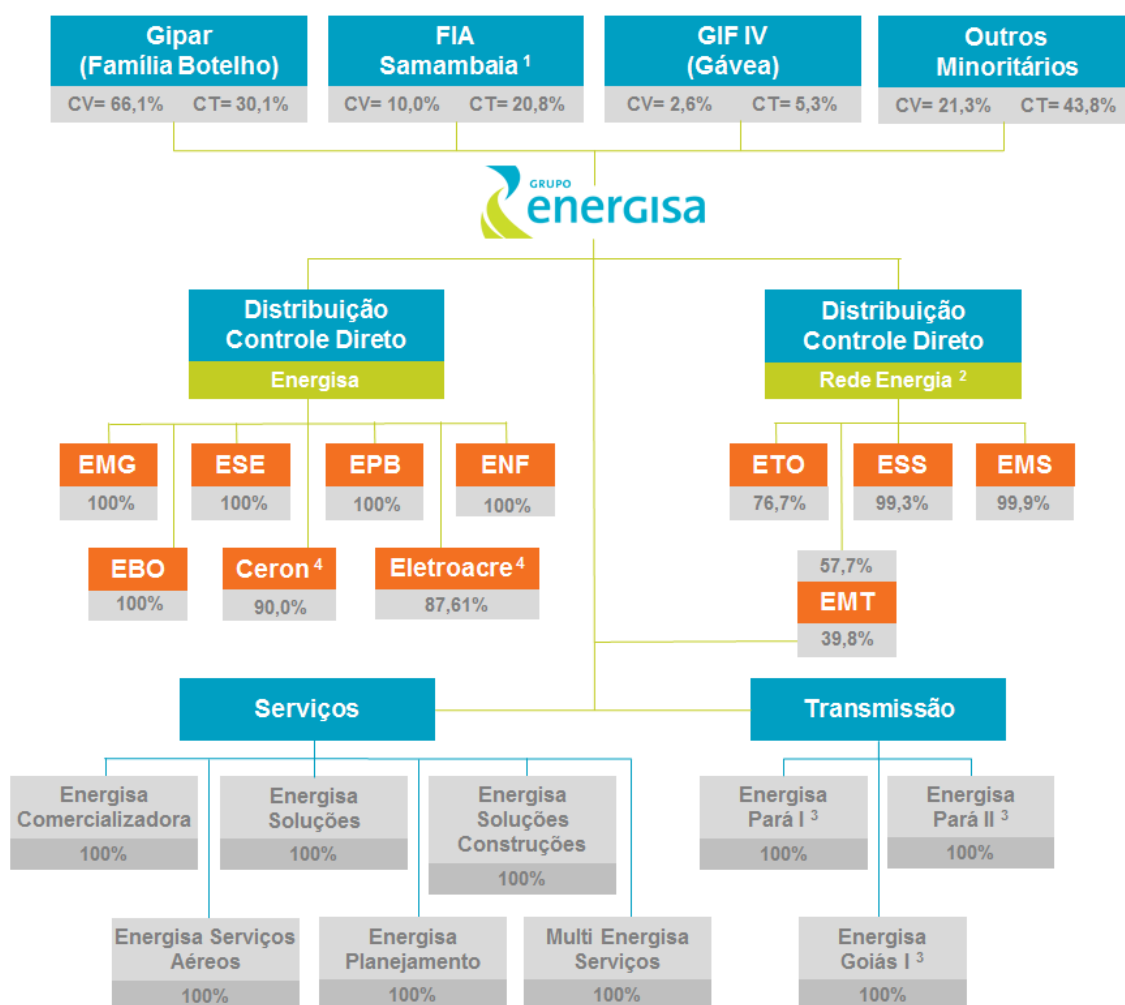 Gipar
(Família Botelho)
CV= 66,1% CT= 30,1%
FIA
Samambaia ¹
CV= 10,0% CT= 20,8%
GIF IV
(Gávea)
CV= 2,6% CT= 5,3%
Outros
Minoritários
CV= 21,3% CT= 43,8%
GRUPO
energisa
Distribuição
Controle Direto
Energisa
Distribuição
Controle Direto
Rede Energia ²
EMG
100%
ESE
100%
EPB
100%
ENF
100%
EBO
100%
Ceron ⁴
90,0%
Eletroacre ⁴
87,61%
ETO
76,7%
ESS
99,3%
EMS
99,9%
57,7%
EMT
39,8%
Serviços
Transmissão
Energisa
Comercializadora
100%
Energisa
Soluções
100%
Energisa
Soluções
Construções
100%
Energisa
Pará I ³
100%
Energisa
Pará II ³
100%
Energisa Serviços
Aéreos
100%
Energisa
Planejamento
100%
Multi Energisa
Serviços
100%
Energisa
Goiás I ³
100%